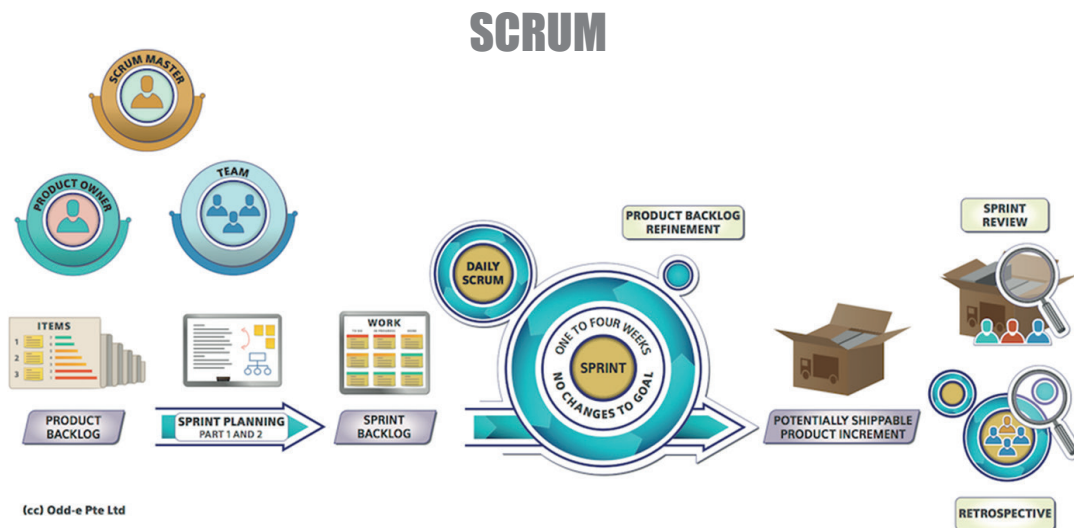 SCRUM
SCRUM MASTER
PRODUCT OWNER
TEAM
ITEMS
1
2
3
PRODUCT
BACKLOG
SPRINT PLANNING
PART 1 AND 2
WORK
SPRINT
BACKLOG
DAILY
SCRUM
PRODUCT BACKLOG
REFINEMENT
ONE TO FOUR WEEKS
SPRINT
NO CHANGES TO GOAL
POTENTIALLY SHIPPABLE
PRODUCT INCREMENT
SPRINT
REVIEW
RETROSPECTIVE
(cc) Odd-e Pte Ltd